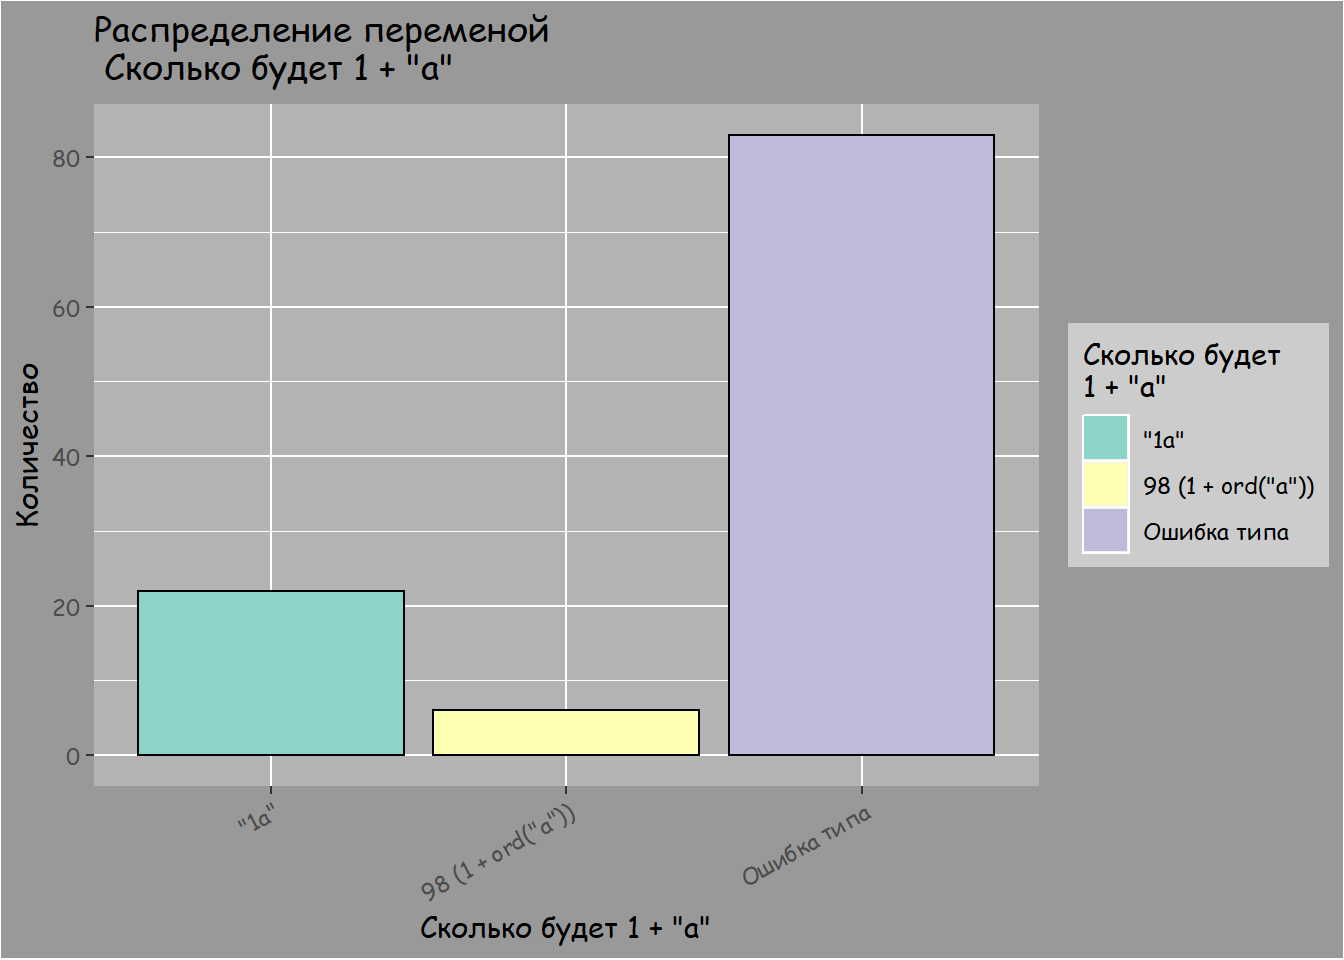 Распределение переменой
Сколько будет 1 + "a"
Количество
80
60
40
20
0
"1a"
98 (1 + ord("a"))
Ошибка типа
Сколько будет 1 + "a"
Сколько будет
1 + "a"
"1a"
98 (1 + ord("a"))
Ошибка типа